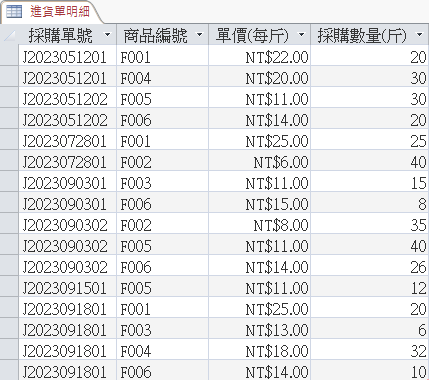 進貨單明細
採購單號 商品編號 單價(每斤) 採購數量(斤)
J2023051201 F001 NT$22.00 20
J2023051201 F004 NT$20.00 30
J2023051202 F005 NT$11.00 30
J2023051202 F006 NT$14.00 20
J2023072801 F001 NT$25.00 25
J2023072801 F002 NT$6.00 40
J2023090301 F003 NT$11.00 15
J2023090301 F006 NT$15.00 8
J2023090302 F002 NT$8.00 35
J2023090302 F005 NT$11.00 40
J2023090302 F006 NT$14.00 26
J2023091501 F005 NT$11.00 12
J2023091801 F001 NT$25.00 20
J2023091801 F003 NT$13.00 6
J2023091801 F004 NT$18.00 32
J2023091801 F006 NT$14.00 10